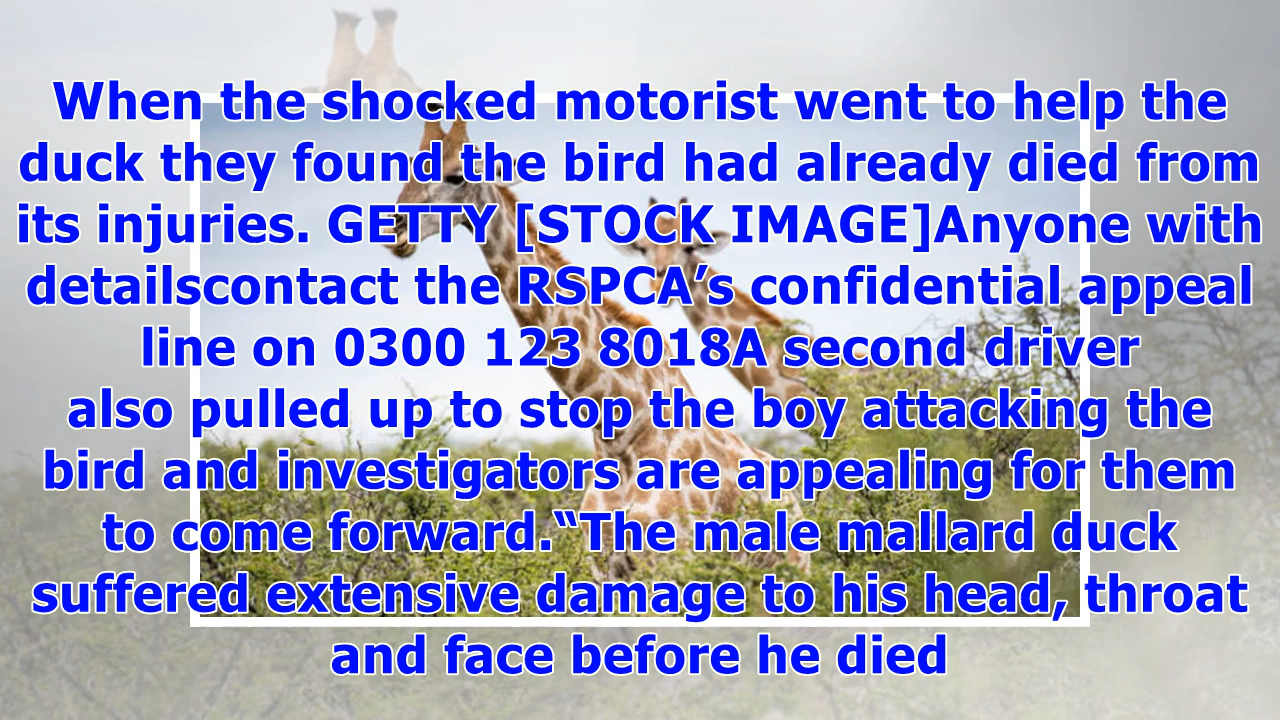 When the shocked motorist went to help the
duck they found the bird had already died from
its injuries. GETTY [STOCK IMAGE]Anyone with
detailscontact the RSPCA’s confidential appeal
line on 0300 123 8018A second driver
also pulled up to stop the boy attacking the
bird and investigators are appealing for them
to come forward.“The male mallard duck
suffered extensive damage to his head, throat
and face before he died